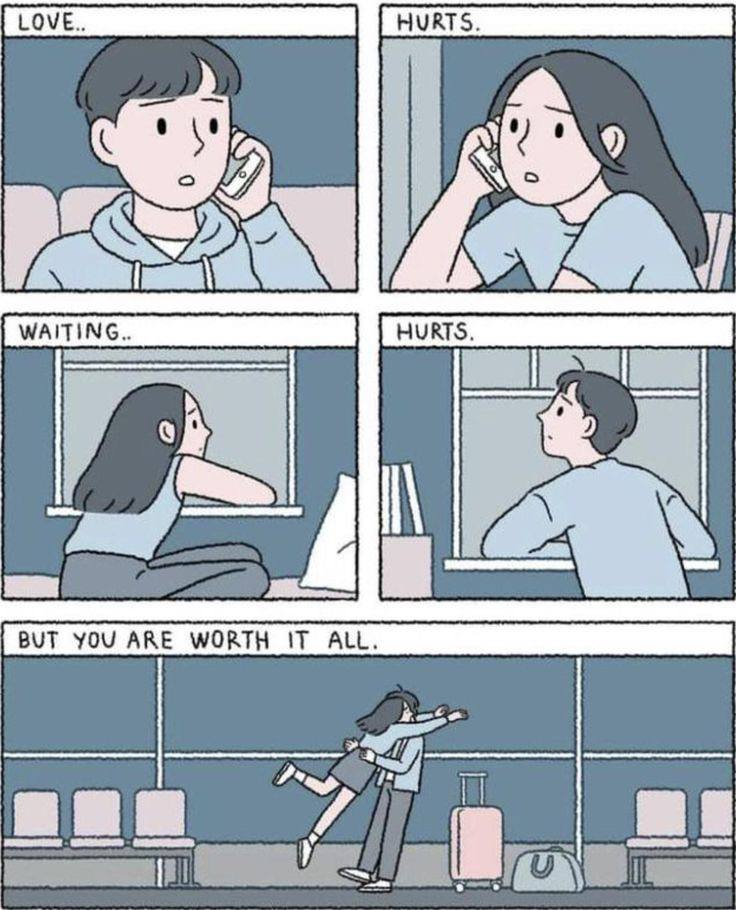 LOVE..
HURTS.
WAITING..
HURTS.
BUT YOU ARE WORTH IT ALL.